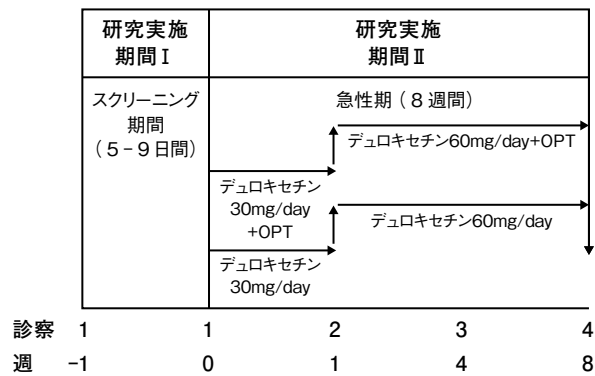 研究実施
期間Ⅰ
研究実施
期間Ⅱ
スクリーニング
期間
(5−9日間)
急性期(8週間)
デュロキセチン60mg/day+OPT
デュロキセチン
30mg/day
+OPT
デュロキセチン60mg/day
デュロキセチン
30mg/day
診察 1 1 2 3 4
週 −1 0 1 4 8